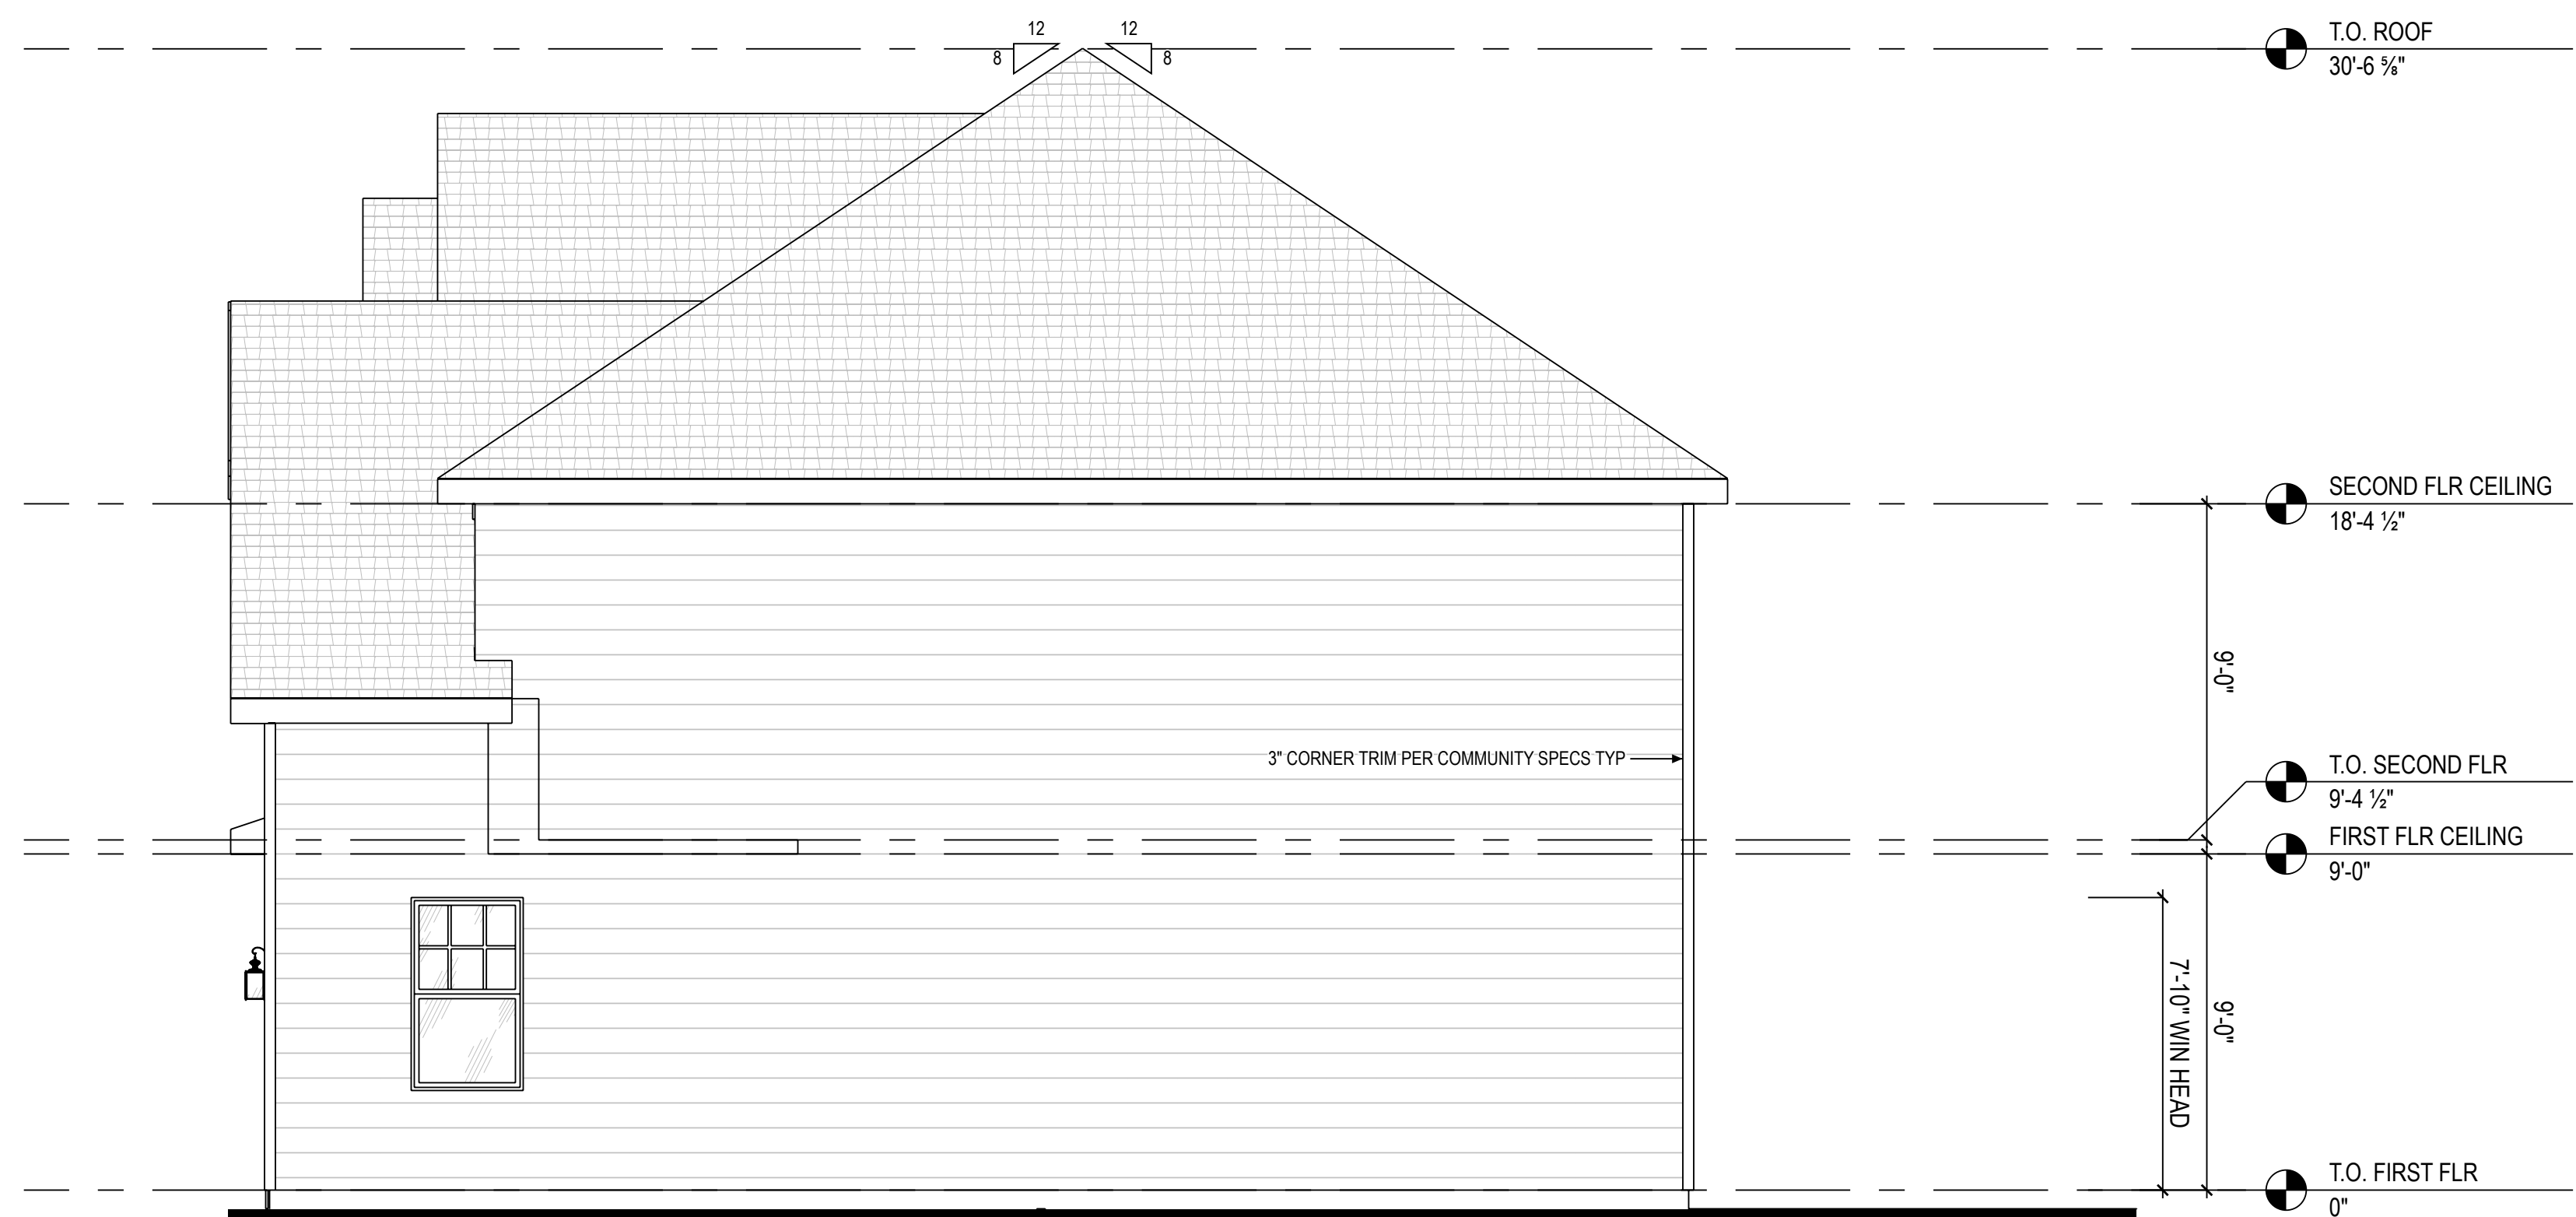 12 12
8 8
T.O. ROOF
30'-6 ⅝"
SECOND FLR CEILING
18'-4 ½"
9'-0"
3" CORNER TRIM PER COMMUNITY SPECS TYP
T.O. SECOND FLR
9'-4 ½"
FIRST FLR CEILING
9'-0"
7'-10" WIN HEAD
9'-0"
T.O. FIRST FLR
0"